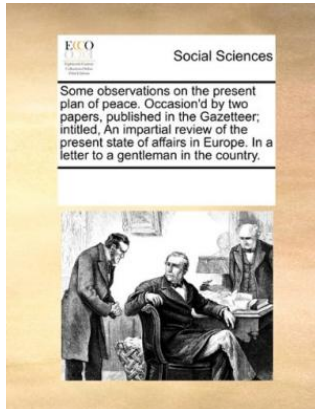 ECCO
Social Sciences
Some observations on the present
plan of peace. Occasion'd by two
papers, published in the Gazetteer;
intitled, An impartial review of the
present state of affairs in Europe. In a
letter to a gentleman in the country.